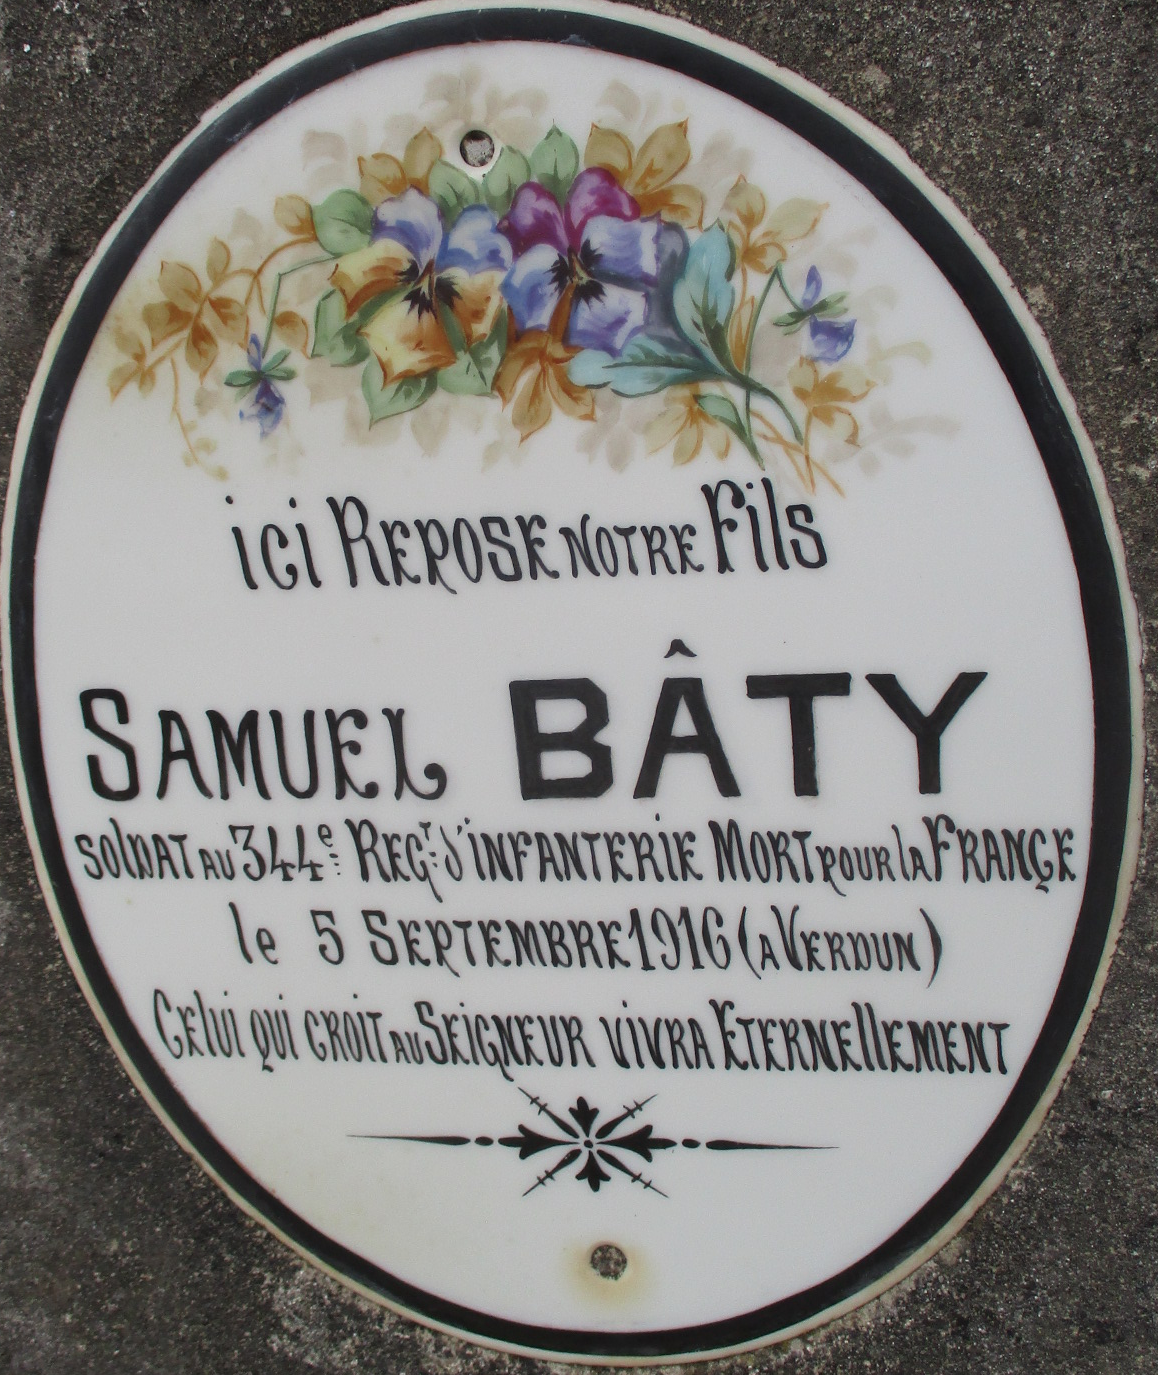 ici Repose notre Fils
Samuel BÂTY
soldat au 344e Regt d'infanterie Mort pour la France
le 5 Septembre 1916 (a Verdun)
Celui qui croit au Seigneur vivra Eternellement